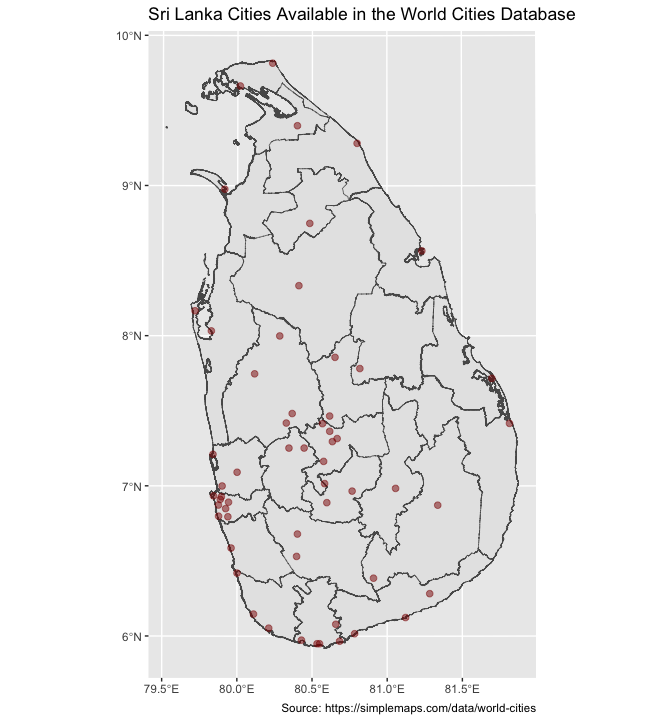 Sri Lanka Cities Available in the World Cities Database
10°N
9°N
8°N
7°N
6°N
79.5°E 80.0°E 80.5°E 81.0°E 81.5°E
Source: https://simplemaps.com/data/world-cities